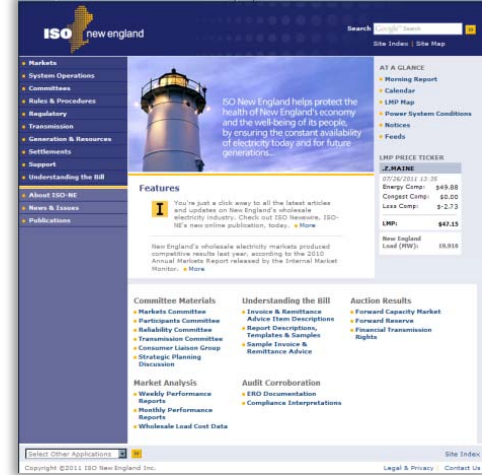 ISO new england
Search Google™ Search
Site Index | Site Map
Markets
System Operations
Committees
Rules & Procedures
Regulatory
Transmission
Generation & Resources
Settlements
Support
Understanding the Bill
About ISO-NE
News & Issues
Publications
ISO New England helps protect the
health of New England's economy
and the well-being of its people,
by ensuring the constant availability
of electricity today and for future
generations.
Features
I
You're just a click away to all the latest articles
and updates on New England's wholesale
electricity industry. Check out ISO Newswire, ISO-
NE's new online publication, today. More
New England's wholesale electricity markets produced
competitive results last year, according to the 2010
Annual Markets Report released by the Internal Market
Monitor. More
AT A GLANCE
Morning Report
Calendar
LMP Map
Power System Conditions
Notices
Feeds
LMP PRICE TICKER
.Z.MAINE
07/26/2011 13:35
Energy Comp: $49.88
Congest Comp: $0.00
Loss Comp: $-2.73
LMP: $47.15
New England
Load (MW): 19,910
Committee Materials
Markets Committee
Participants Committee
Reliability Committee
Transmission Committee
Consumer Liaison Group
Strategic Planning
Discussion
Understanding the Bill
Invoice & Remittance
Advice Item Descriptions
Report Descriptions,
Templates & Samples
Sample Invoice &
Remittance Advice
Auction Results
Forward Capacity Market
Forward Reserve
Financial Transmission
Rights
Market Analysis
Weekly Performance
Reports
Monthly Performance
Reports
Wholesale Load Cost Data
Audit Corroboration
ERO Documentation
Compliance Interpretations
Select Other Applications
Site Index
Copyright ©2011 ISO New England Inc.
Legal & Privacy | Contact Us